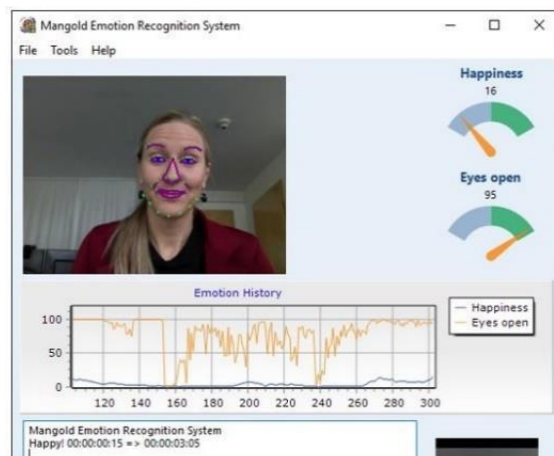 Mangold Emotion Recognition System
File Tools Help
Happiness
16
Eyes open
95
Emotion History
100
50
0
120 140 160 180 200 220 240 260 280 300
Happiness
Eyes open
Mangold Emotion Recognition System
Happy! 00:00:00:15 => 00:00:03:05